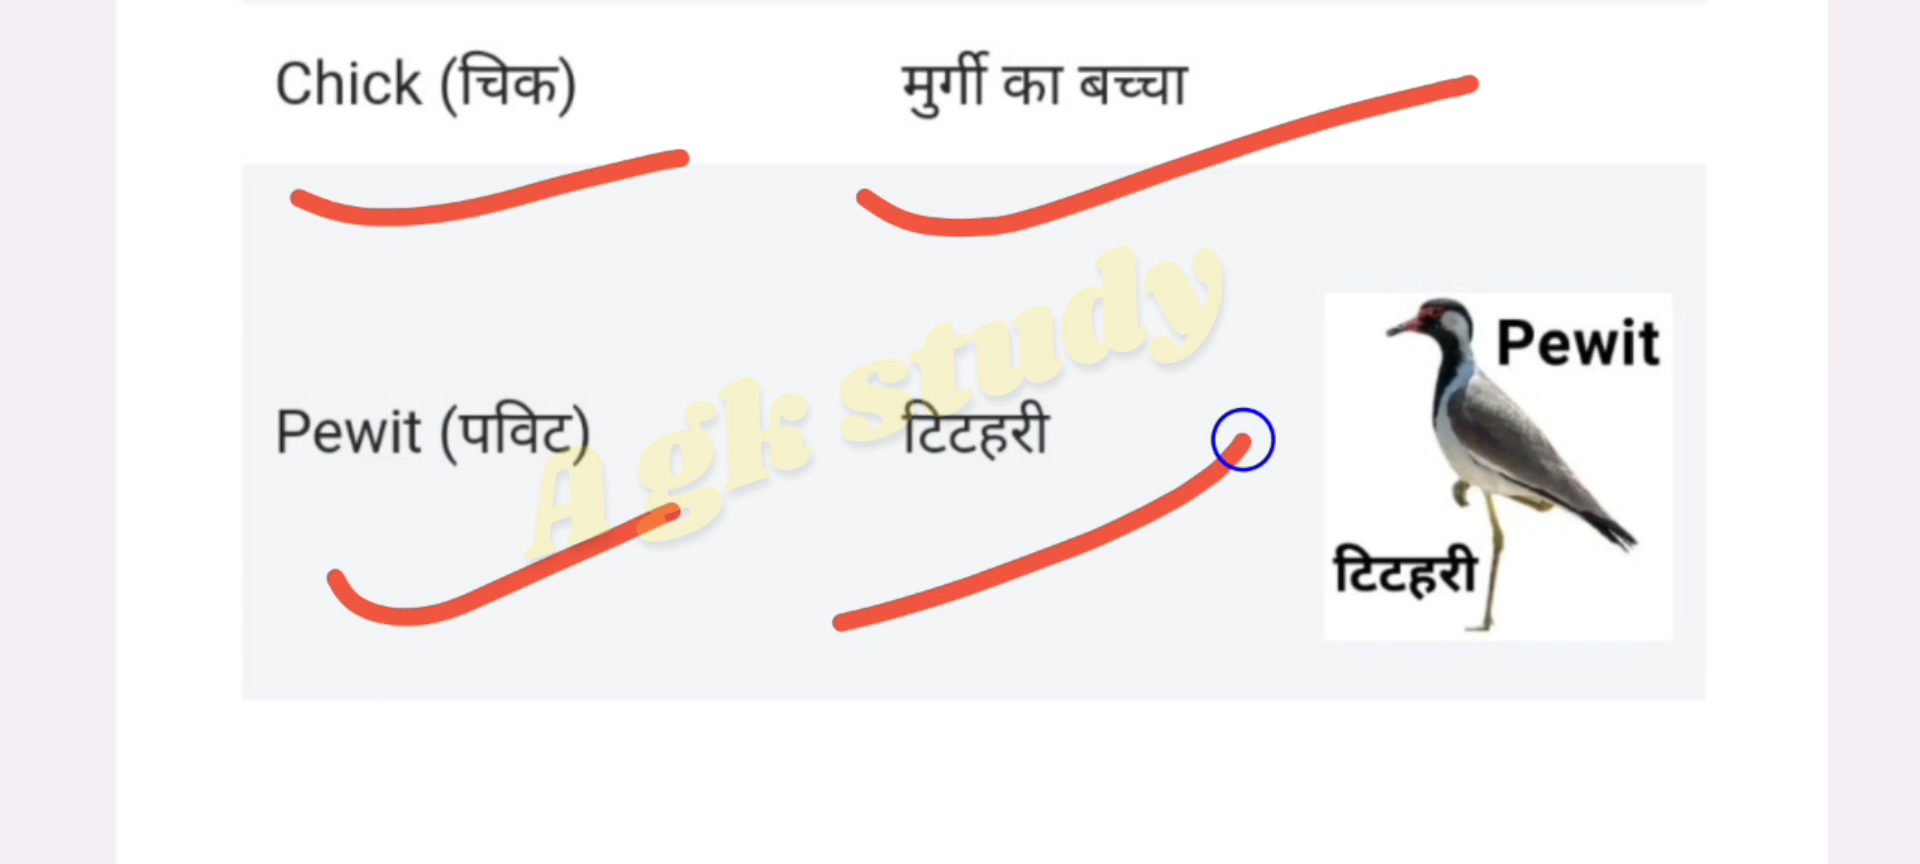 Chick (चिक) मुर्गी का बच्चा
Pewit (पविट) टिटहरी
Pewit
टिटहरी
A gk study